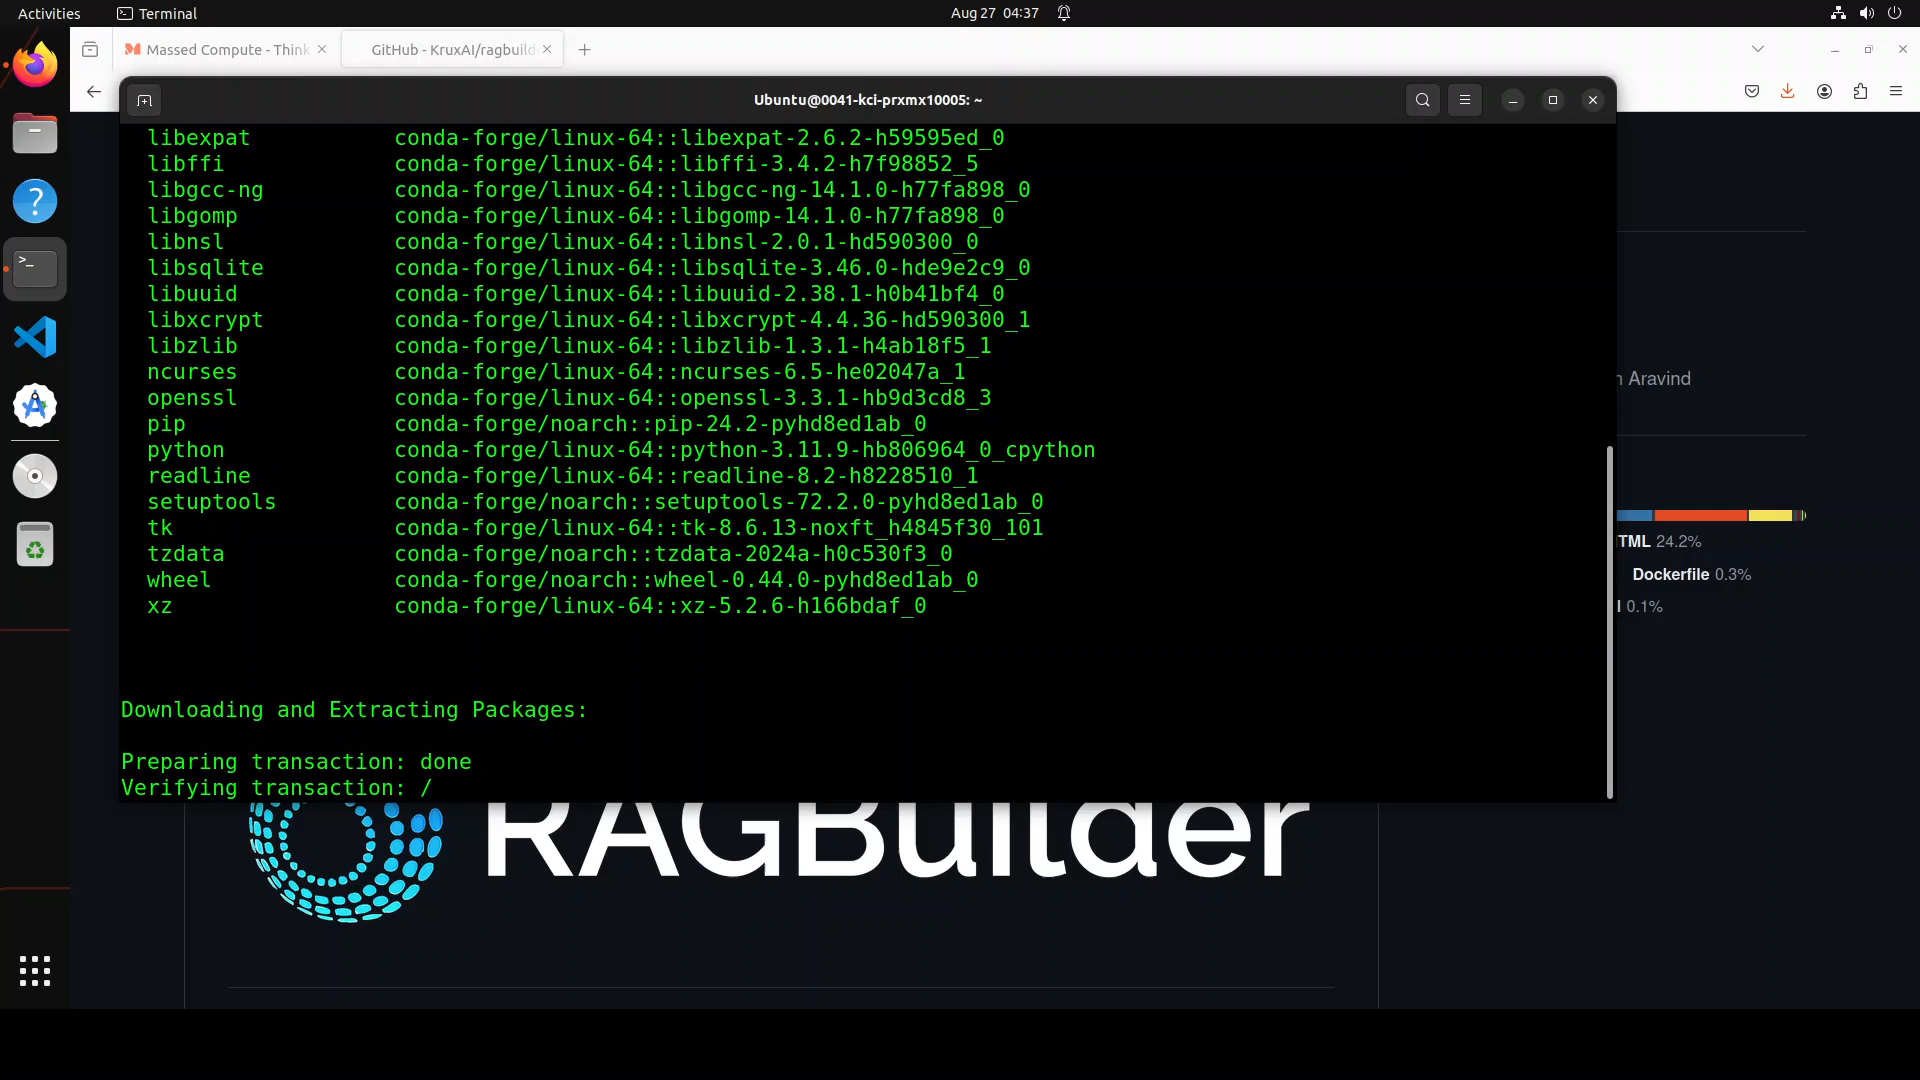 Activities
Terminal
Aug 27 04:37
Massed Compute - Think
GitHub - KruxAI/ragbuild
Ubuntu@0041-kci-prxmx10005: ~
libexpat conda-forge/linux-64::libexpat-2.6.2-h59595ed_0
libffi conda-forge/linux-64::libffi-3.4.2-h7f98852_5
libgcc-ng conda-forge/linux-64::libgcc-ng-14.1.0-h77fa898_0
libgomp conda-forge/linux-64::libgomp-14.1.0-h77fa898_0
libnsl conda-forge/linux-64::libnsl-2.0.1-hd590300_0
libsqlite conda-forge/linux-64::libsqlite-3.46.0-hde9e2c9_0
libuuid conda-forge/linux-64::libuuid-2.38.1-h0b41bf4_0
libxcrypt conda-forge/linux-64::libxcrypt-4.4.36-hd590300_1
libzlib conda-forge/linux-64::libzlib-1.3.1-h4ab18f5_1
ncurses conda-forge/linux-64::ncurses-6.5-he02047a_1
openssl conda-forge/linux-64::openssl-3.3.1-hb9d3cd8_3
pip conda-forge/noarch::pip-24.2-pyhd8ed1ab_0
python conda-forge/linux-64::python-3.11.9-hb806964_0_cpython
readline conda-forge/linux-64::readline-8.2-h8228510_1
setuptools conda-forge/noarch::setuptools-72.2.0-pyhd8ed1ab_0
tk conda-forge/linux-64::tk-8.6.13-noxft_h4845f30_101
tzdata conda-forge/noarch::tzdata-2024a-h0c530f3_0
wheel conda-forge/noarch::wheel-0.44.0-pyhd8ed1ab_0
xz conda-forge/linux-64::xz-5.2.6-h166bdaf_0
Downloading and Extracting Packages:
Preparing transaction: done
Verifying transaction: /
n Aravind
TML 24.2%
Dockerfile 0.3%
l 0.1%
RAGBuilder